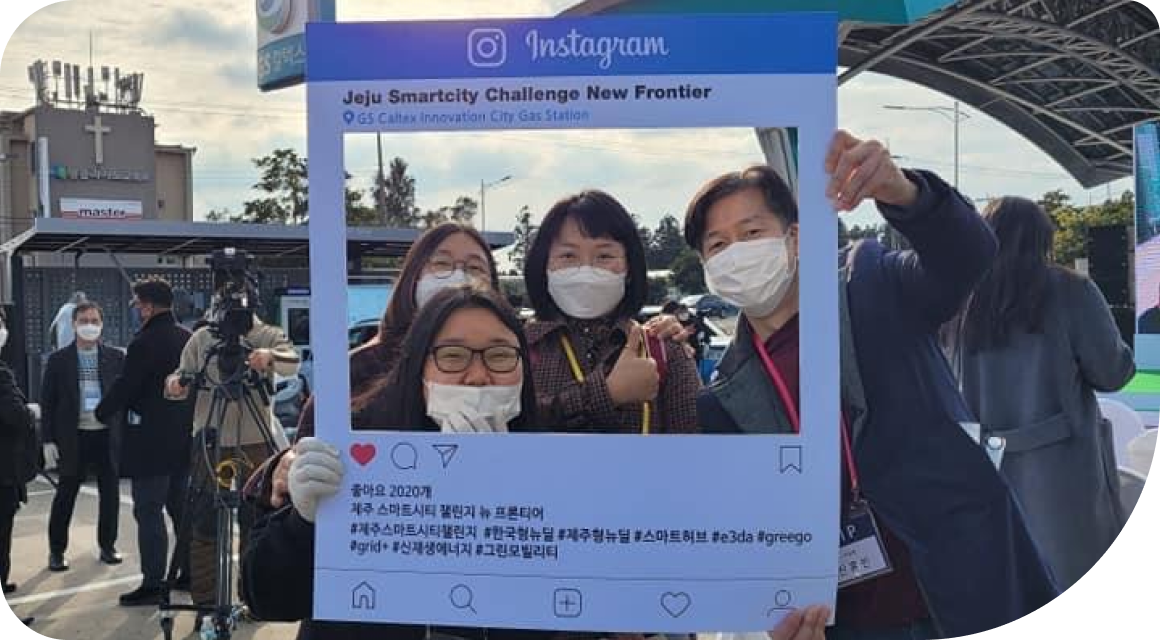 GS 칼텍스
Instagram
Jeju Smartcity Challenge New Frontier
GS Caltex Innovation City Gas Station
master
좋아요 2020개
제주 스마트시티 챌린지 뉴 프론티어
#제주스마트시티챌린지 #한국형뉴딜 #제주형뉴딜 #스마트허브 #e3da #greego
#grid+ #신재생에너지 #그린모빌리티